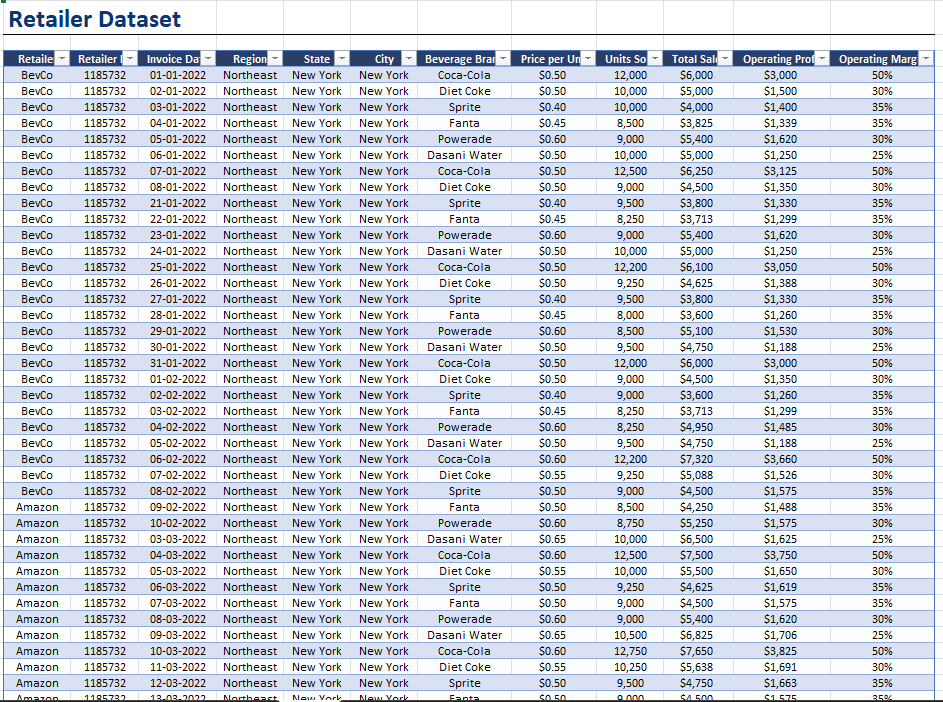 Retailer Dataset
Retaile Retailer I Invoice Da Region State City Beverage Bran Price per Un Units So Total Sal Operating Prof Operating Marg
BevCo 1185732 01-01-2022 Northeast New York New York Coca-Cola $0.50 12,000 $6,000 $3,000 50%
BevCo 1185732 02-01-2022 Northeast New York New York Diet Coke $0.50 10,000 $5,000 $1,500 30%
BevCo 1185732 03-01-2022 Northeast New York New York Sprite $0.40 10,000 $4,000 $1,400 35%
BevCo 1185732 04-01-2022 Northeast New York New York Fanta $0.45 8,500 $3,825 $1,339 35%
BevCo 1185732 05-01-2022 Northeast New York New York Powerade $0.60 9,000 $5,400 $1,620 30%
BevCo 1185732 06-01-2022 Northeast New York New York Dasani Water $0.50 10,000 $5,000 $1,250 25%
BevCo 1185732 07-01-2022 Northeast New York New York Coca-Cola $0.50 12,500 $6,250 $3,125 50%
BevCo 1185732 08-01-2022 Northeast New York New York Diet Coke $0.50 9,000 $4,500 $1,350 30%
BevCo 1185732 21-01-2022 Northeast New York New York Sprite $0.40 9,500 $3,800 $1,330 35%
BevCo 1185732 22-01-2022 Northeast New York New York Fanta $0.45 8,250 $3,713 $1,299 35%
BevCo 1185732 23-01-2022 Northeast New York New York Powerade $0.60 9,000 $5,400 $1,620 30%
BevCo 1185732 24-01-2022 Northeast New York New York Dasani Water $0.50 10,000 $5,000 $1,250 25%
BevCo 1185732 25-01-2022 Northeast New York New York Coca-Cola $0.50 12,200 $6,100 $3,050 50%
BevCo 1185732 26-01-2022 Northeast New York New York Diet Coke $0.50 9,250 $4,625 $1,388 30%
BevCo 1185732 27-01-2022 Northeast New York New York Sprite $0.40 9,500 $3,800 $1,330 35%
BevCo 1185732 28-01-2022 Northeast New York New York Fanta $0.45 8,000 $3,600 $1,260 35%
BevCo 1185732 29-01-2022 Northeast New York New York Powerade $0.60 8,500 $5,100 $1,530 30%
BevCo 1185732 30-01-2022 Northeast New York New York Dasani Water $0.50 9,500 $4,750 $1,188 25%
BevCo 1185732 31-01-2022 Northeast New York New York Coca-Cola $0.50 12,000 $6,000 $3,000 50%
BevCo 1185732 01-02-2022 Northeast New York New York Diet Coke $0.50 9,000 $4,500 $1,350 30%
BevCo 1185732 02-02-2022 Northeast New York New York Sprite $0.40 9,000 $3,600 $1,260 35%
BevCo 1185732 03-02-2022 Northeast New York New York Fanta $0.45 8,250 $3,713 $1,299 35%
BevCo 1185732 04-02-2022 Northeast New York New York Powerade $0.60 8,250 $4,950 $1,485 30%
BevCo 1185732 05-02-2022 Northeast New York New York Dasani Water $0.50 9,500 $4,750 $1,188 25%
BevCo 1185732 06-02-2022 Northeast New York New York Coca-Cola $0.60 12,200 $7,320 $3,660 50%
BevCo 1185732 07-02-2022 Northeast New York New York Diet Coke $0.55 9,250 $5,088 $1,526 30%
BevCo 1185732 08-02-2022 Northeast New York New York Sprite $0.50 9,000 $4,500 $1,575 35%
Amazon 1185732 09-02-2022 Northeast New York New York Fanta $0.50 8,500 $4,250 $1,488 35%
Amazon 1185732 10-02-2022 Northeast New York New York Powerade $0.60 8,750 $5,250 $1,575 30%
Amazon 1185732 03-03-2022 Northeast New York New York Dasani Water $0.65 10,000 $6,500 $1,625 25%
Amazon 1185732 04-03-2022 Northeast New York New York Coca-Cola $0.60 12,500 $7,500 $3,750 50%
Amazon 1185732 05-03-2022 Northeast New York New York Diet Coke $0.55 10,000 $5,500 $1,650 30%
Amazon 1185732 06-03-2022 Northeast New York New York Sprite $0.50 9,250 $4,625 $1,619 35%
Amazon 1185732 07-03-2022 Northeast New York New York Fanta $0.50 9,000 $4,500 $1,575 35%
Amazon 1185732 08-03-2022 Northeast New York New York Powerade $0.60 9,000 $5,400 $1,620 30%
Amazon 1185732 09-03-2022 Northeast New York New York Dasani Water $0.65 10,500 $6,825 $1,706 25%
Amazon 1185732 10-03-2022 Northeast New York New York Coca-Cola $0.60 12,750 $7,650 $3,825 50%
Amazon 1185732 11-03-2022 Northeast New York New York Diet Coke $0.55 10,250 $5,638 $1,691 30%
Amazon 1185732 12-03-2022 Northeast New York New York Sprite $0.50 9,500 $4,750 $1,663 35%
Amazon 1185732 13-03-2022 Northeast New York New York Fanta $0.50 9,000 $4,500 $1,575 35%